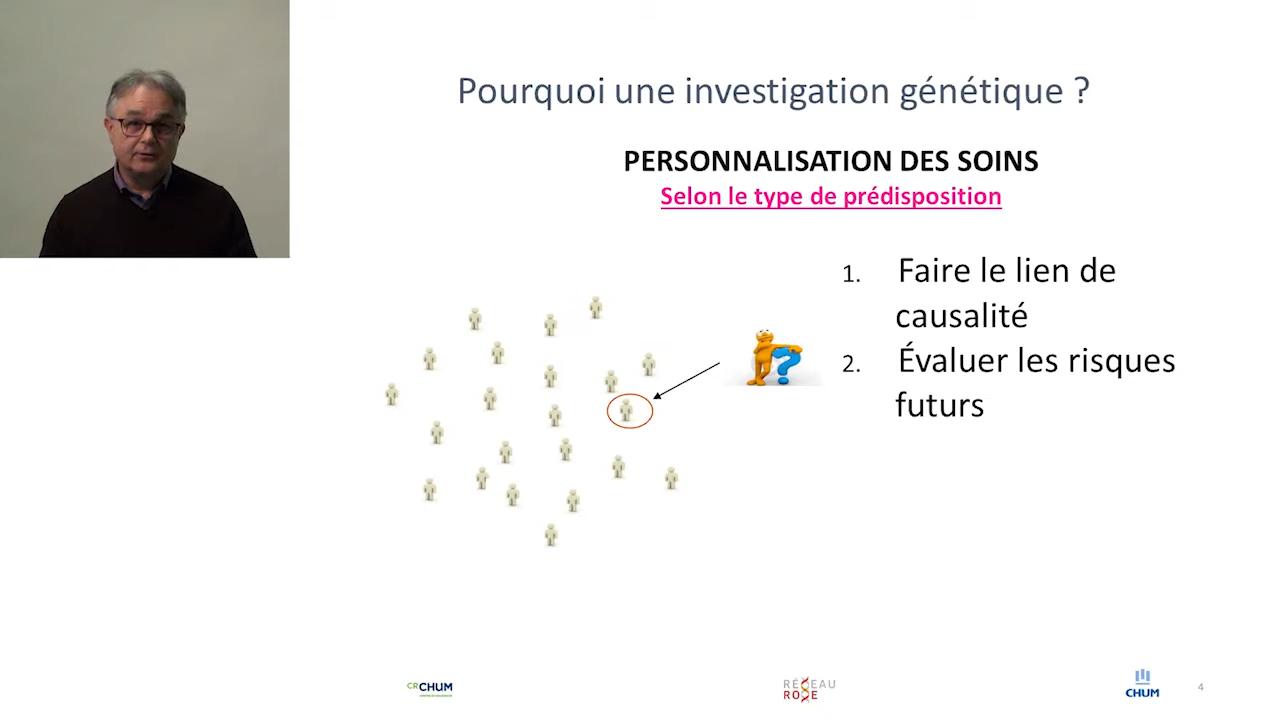 Pourquoi une investigation génétique ?
PERSONNALISATION DES SOINS
Selon le type de prédisposition
1. Faire le lien de
causalité
2. Évaluer les risques
futurs
?
CRCHUM
RÉSEAU
ROSE
CHUM
4